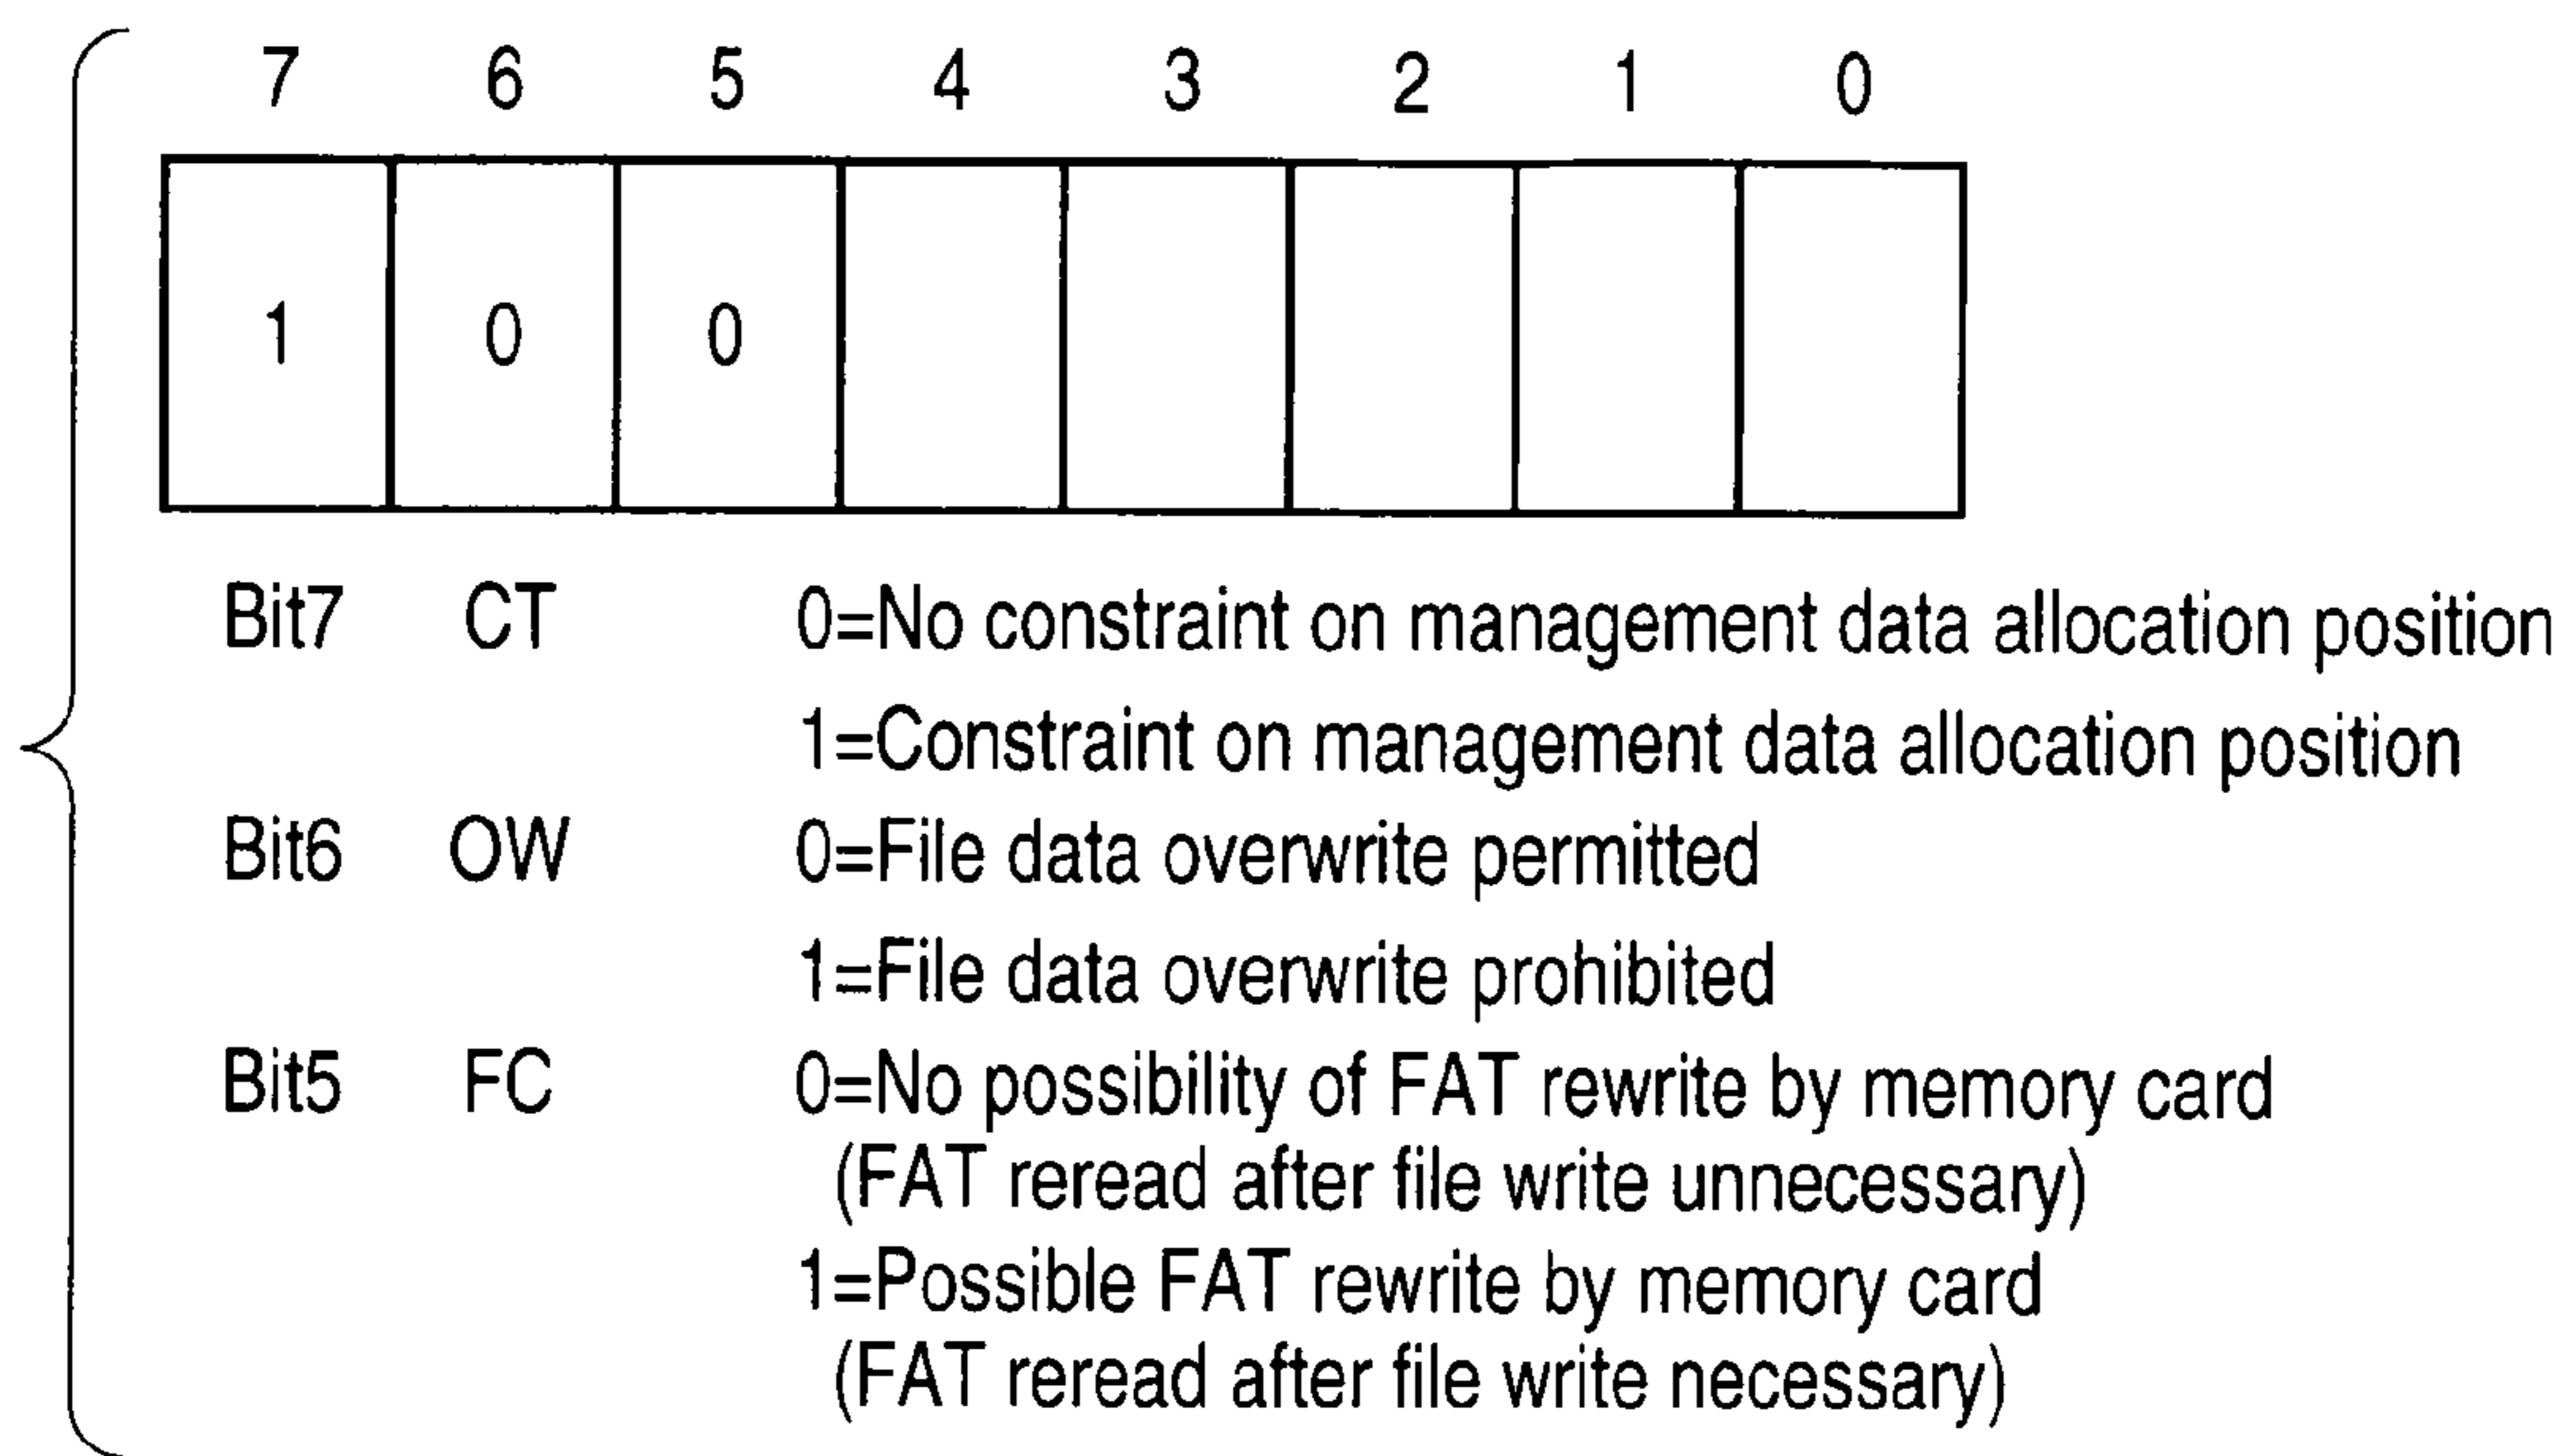 7 6 5 4 3 2 1 0
1 0 0
Bit7 CT 0=No constraint on management data allocation position
1=Constraint on management data allocation position
Bit6 OW 0=File data overwrite permitted
1=File data overwrite prohibited
Bit5 FC 0=No possibility of FAT rewrite by memory card
(FAT reread after file write unnecessary)
1=Possible FAT rewrite by memory card
(FAT reread after file write necessary)